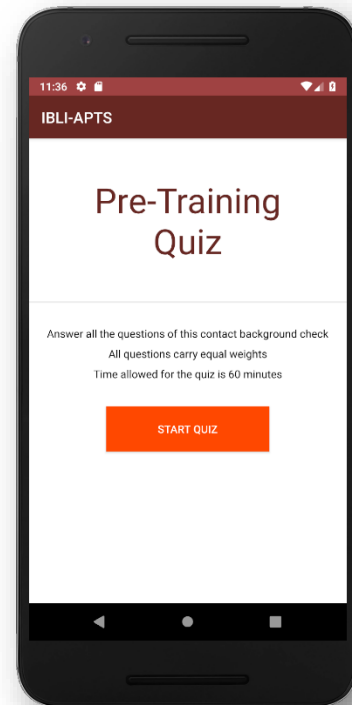 11:36
IBLI-APTS
Pre-Training
Quiz
Answer all the questions of this contact background check
All questions carry equal weights
Time allowed for the quiz is 60 minutes
START QUIZ